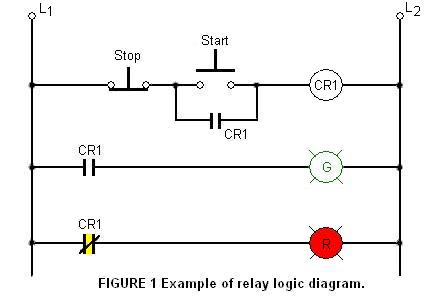 L1 L2
Start
Stop
CR1
CR1
CR1
G
CR1
R
FIGURE 1 Example of relay logic diagram.